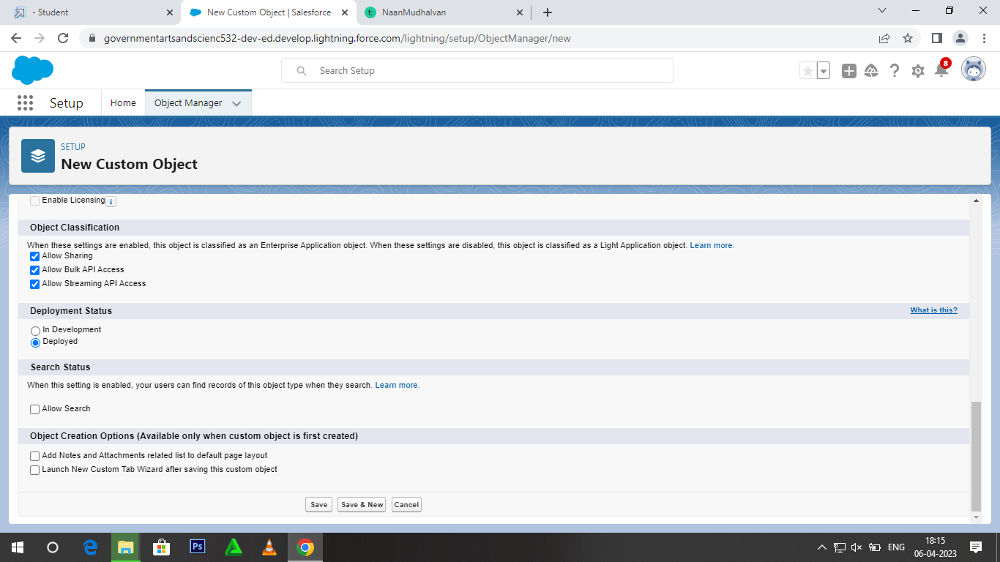 - Student
New Custom Object | Salesforce
NaanMudhalvan
governmentartsandscienc532-dev-ed.develop.lightning.force.com/lightning/setup/ObjectManager/new
Search Setup
8
Setup
Home
Object Manager
SETUP
New Custom Object
Enable Licensing i
Object Classification
When these settings are enabled, this object is classified as an Enterprise Application object. When these settings are disabled, this object is classified as a Light Application object. Learn more.
Allow Sharing
Allow Bulk API Access
Allow Streaming API Access
Deployment Status
What is this?
In Development
Deployed
Search Status
When this setting is enabled, your users can find records of this object type when they search. Learn more.
Allow Search
Object Creation Options (Available only when custom object is first created)
Add Notes and Attachments related list to default page layout
Launch New Custom Tab Wizard after saving this custom object
Save
Save & New
Cancel
Ps
ENG
18:15
06-04-2023